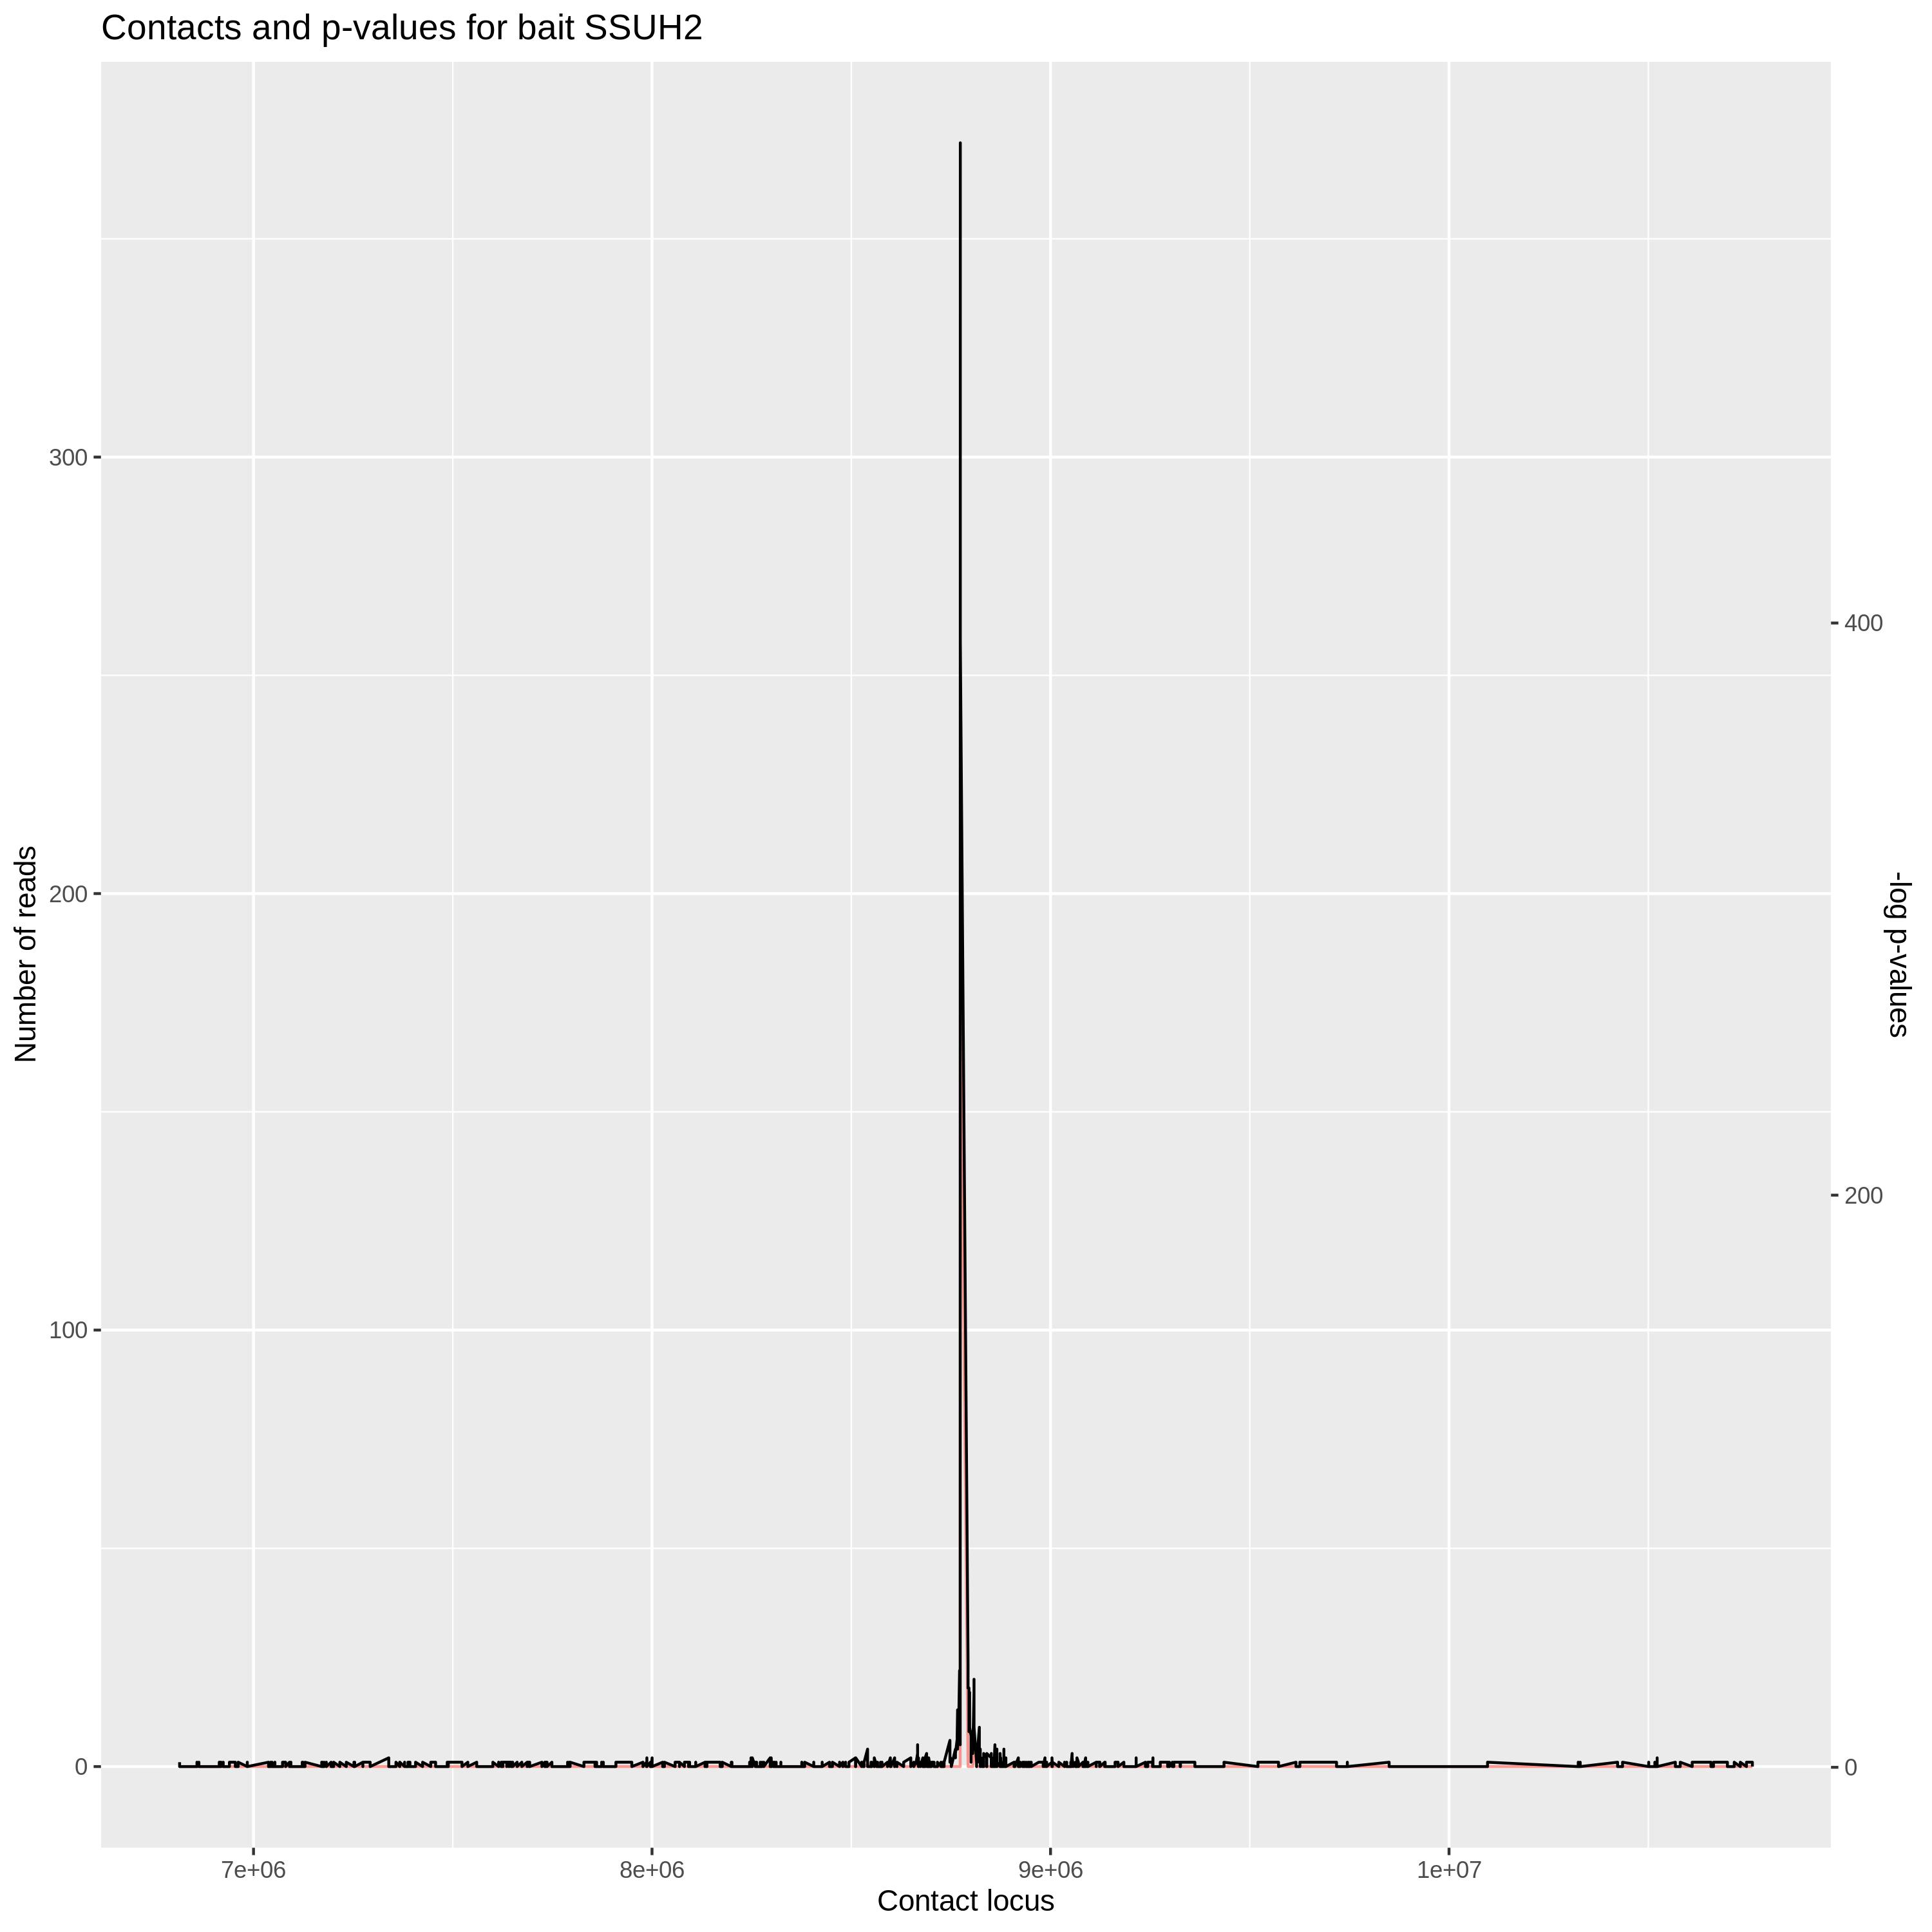 Contacts and p-values for bait SSUH2
300
200
100
0
Number of reads
400
200
0
-log p-values
7e+06
8e+06
9e+06
1e+07
Contact locus